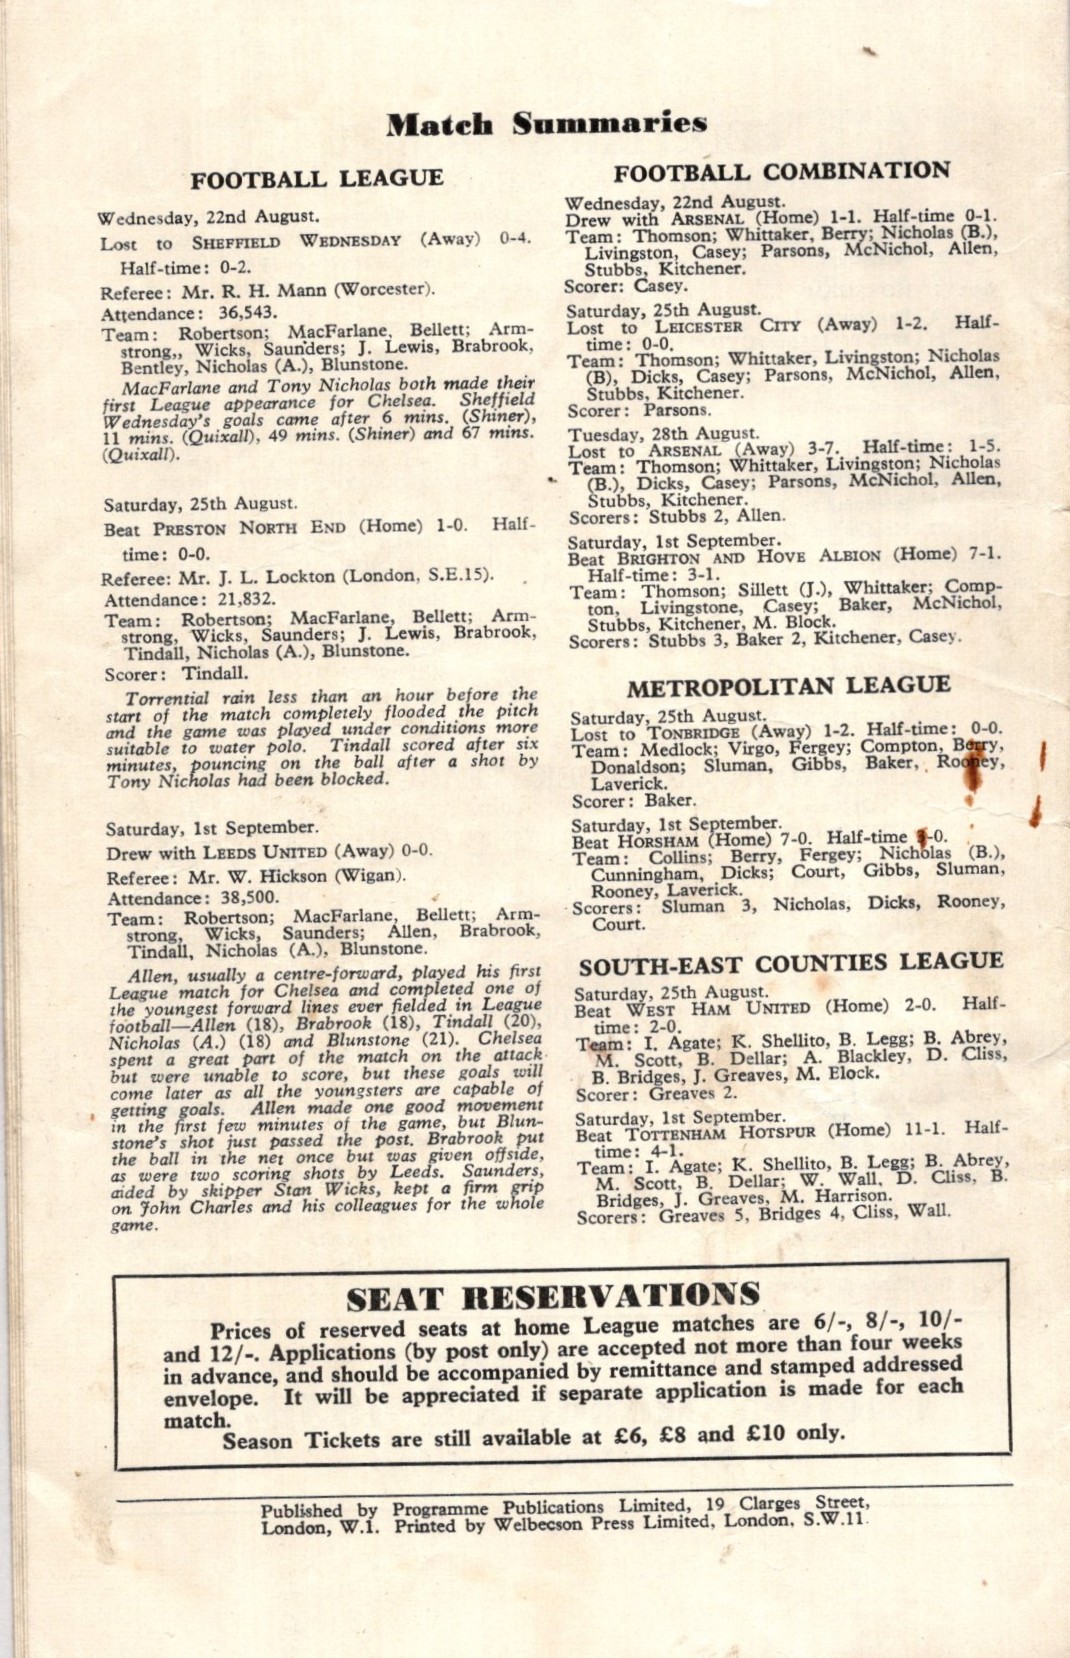 Match Summaries
FOOTBALL LEAGUE
Wednesday, 22nd August.
Lost to SHEFFIELD WEDNESDAY (Away) 0-4.
Half-time: 0-2.
Referee: Mr. R. H. Mann (Worcester).
Attendance: 36,543.
Team: Robertson; MacFarlane, Bellett; Arm-
strong,, Wicks, Saunders; J. Lewis, Brabrook,
Bentley, Nicholas (A.), Blunstone.
MacFarlane and Tony Nicholas both made their
first League appearance for Chelsea. Sheffield
Wednesday's goals came after 6 mins. (Shiner),
11 mins. (Quixall), 49 mins. (Shiner) and 67 mins.
(Quixall).
Saturday, 25th August.
Beat PRESTON NORTH END (Home) 1-0. Half-
time: 0-0.
Referee: Mr. J. L. Lockton (London, S.E.15).
Attendance: 21,832.
Team: Robertson; MacFarlane, Bellett; Arm-
strong, Wicks, Saunders; J. Lewis, Brabrook,
Tindall, Nicholas (A.), Blunstone.
Scorer: Tindall.
Torrential rain less than an hour before the
start of the match completely flooded the pitch
and the game was played under conditions more
suitable to water polo. Tindall scored after six
minutes, pouncing on the ball after a shot by
Tony Nicholas had been blocked.
Saturday, 1st September.
Drew with LEEDS UNITED (Away) 0-0.
Referee: Mr. W. Hickson (Wigan).
Attendance: 38,500.
Team: Robertson; MacFarlane, Bellett; Arm-
strong, Wicks, Saunders; Allen, Brabrook,
Tindall, Nicholas (A.), Blunstone.
Allen, usually a centre-forward, played his first
League match for Chelsea and completed one of
the youngest forward lines ever fielded in League
football—Allen (18), Brabrook (18), Tindall (20),
Nicholas (A.) (18) and Blunstone (21). Chelsea
spent a great part of the match on the attack
but were unable to score, but these goals will
come later as all the youngsters are capable of
getting goals. Allen made one good movement
in the first few minutes of the game, but Blun-
stone's shot just passed the post. Brabrook put
the ball in the net once but was given offside,
as were two scoring shots by Leeds. Saunders,
aided by skipper Stan Wicks, kept a firm grip
on John Charles and his colleagues for the whole
game.
FOOTBALL COMBINATION
Wednesday, 22nd August.
Drew with ARSENAL (Home) 1-1. Half-time 0-1.
Team: Thomson; Whittaker, Berry; Nicholas (B.),
Livingston, Casey; Parsons, McNichol, Allen,
Stubbs, Kitchener.
Scorer: Casey.
Saturday, 25th August.
Lost to LEICESTER CITY (Away) 1-2. Half-
time: 0-0.
Team: Thomson; Whittaker, Livingston; Nicholas
(B), Dicks, Casey; Parsons, McNichol, Allen,
Stubbs, Kitchener.
Scorer: Parsons.
Tuesday, 28th August.
Lost to ARSENAL (Away) 3-7. Half-time: 1-5.
Team: Thomson; Whittaker, Livingston; Nicholas
(B.), Dicks, Casey; Parsons, McNichol, Allen,
Stubbs, Kitchener.
Scorers: Stubbs 2, Allen.
Saturday, 1st September.
Beat BRIGHTON AND HOVE ALBION (Home) 7-1.
Half-time: 3-1.
Team: Thomson; Sillett (J.), Whittaker; Comp-
ton, Livingstone, Casey; Baker, McNichol,
Stubbs, Kitchener, M. Block.
Scorers: Stubbs 3, Baker 2, Kitchener, Casey.
METROPOLITAN LEAGUE
Saturday, 25th August.
Lost to TONBRIDGE (Away) 1-2. Half-time: 0-0.
Team: Medlock; Virgo, Fergey; Compton, Berry,
Donaldson; Sluman, Gibbs, Baker, Rooney,
Laverick.
Scorer: Baker.
Saturday, 1st September.
Beat HORSHAM (Home) 7-0. Half-time -0.
Team: Collins; Berry, Fergey; Nicholas (B.),
Cunningham, Dicks; Court, Gibbs, Sluman,
Rooney, Laverick.
Scorers: Sluman 3, Nicholas, Dicks, Rooney,
Court.
SOUTH-EAST COUNTIES LEAGUE
Saturday, 25th August.
Beat WEST HAM UNITED (Home) 2-0. Half-
time: 2-0.
Team: I. Agate; K. Shellito, B. Legg; B. Abrey,
M. Scott, B. Dellar; A. Blackley, D. Cliss,
B. Bridges, J. Greaves, M. Elock.
Scorer: Greaves 2.
Saturday, 1st September.
Beat TOTTENHAM HOTSPUR (Home) 11-1. Half-
time: 4-1.
Team: I. Agate; K. Shellito, B. Legg; B. Abrey,
M. Scott, B. Dellar; W. Wall, D. Cliss, B.
Bridges, J. Greaves, M. Harrison.
Scorers: Greaves 5, Bridges 4, Cliss, Wall.
SEAT RESERVATIONS
Prices of reserved seats at home League matches are 6/-, 8/-, 10/-
and 12/-. Applications (by post only) are accepted not more than four weeks
in advance, and should be accompanied by remittance and stamped addressed
envelope. It will be appreciated if separate application is made for each
match.
Season Tickets are still available at £6, £8 and £10 only.
Published by Programme Publications Limited, 19 Clarges Street,
London, W.1. Printed by Welbecson Press Limited, London, S.W.11.